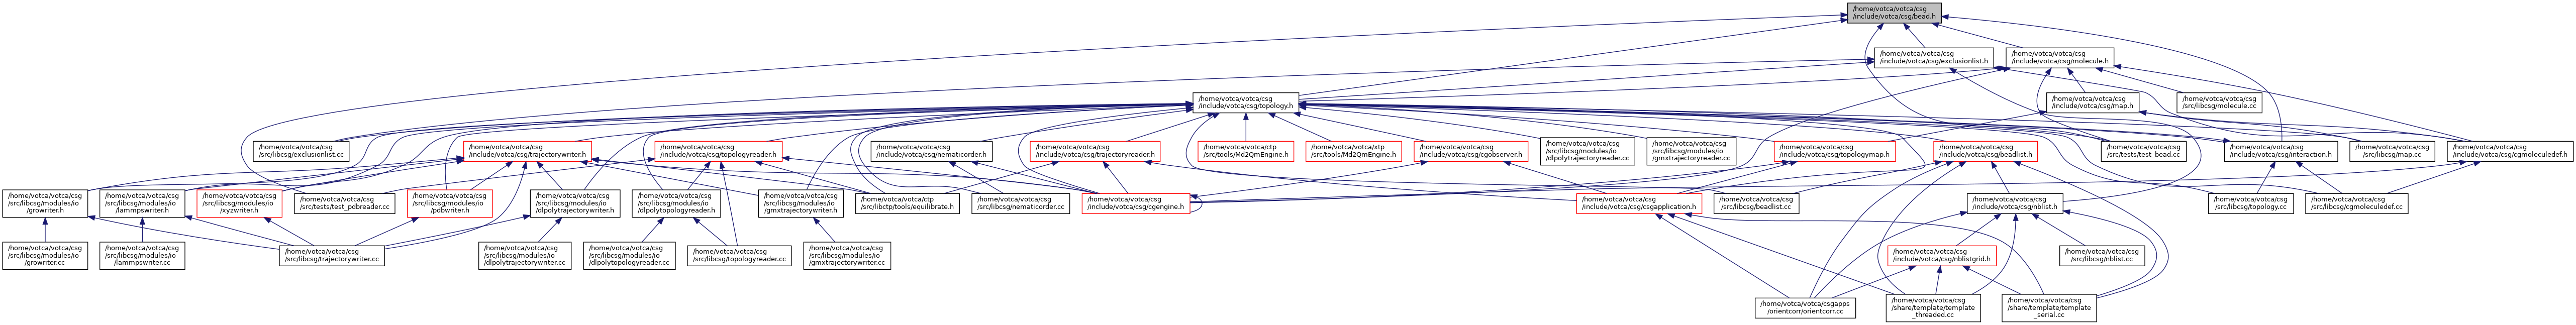 /home/votca/votca/csg
/include/votca/csg/bead.h
/home/votca/votca/csg
/include/votca/csg/exclusionlist.h
/home/votca/votca/csg
/include/votca/csg/molecule.h
/home/votca/votca/csg
/include/votca/csg/topology.h
/home/votca/votca/csg
/include/votca/csg/map.h
/home/votca/votca/csg
/src/libcsg/molecule.cc
/home/votca/votca/csg
/src/libcsg/exclusionlist.cc
/home/votca/votca/csg
/include/votca/csg/trajectorywriter.h
/home/votca/votca/csg
/include/votca/csg/topologyreader.h
/home/votca/votca/csg
/include/votca/csg/nematicorder.h
/home/votca/votca/csg
/include/votca/csg/trajectoryreader.h
/home/votca/votca/ctp
/src/tools/Md2QmEngine.h
/home/votca/votca/xtp
/src/tools/Md2QmEngine.h
/home/votca/votca/csg
/include/votca/csg/cgobserver.h
/home/votca/votca/csg
/src/libcsg/modules/io
/dlpolytrajectoryreader.cc
/home/votca/votca/csg
/src/libcsg/modules/io
/gmxtrajectoryreader.cc
/home/votca/votca/csg
/include/votca/csg/topologymap.h
/home/votca/votca/csg
/include/votca/csg/beadlist.h
/home/votca/votca/csg
/src/tests/test_bead.cc
/home/votca/votca/csg
/include/votca/csg/interaction.h
/home/votca/votca/csg
/src/libcsg/map.cc
/home/votca/votca/csg
/include/votca/csg/cgmoleculedef.h
/home/votca/votca/csg
/src/libcsg/modules/io
/growriter.h
/home/votca/votca/csg
/src/libcsg/modules/io
/lammpswriter.h
/home/votca/votca/csg
/src/libcsg/modules/io
/xyzwriter.h
/home/votca/votca/csg
/src/tests/test_pdbreader.cc
/home/votca/votca/csg
/src/libcsg/modules/io
/pdbwriter.h
/home/votca/votca/csg
/src/libcsg/modules/io
/dlpolytrajectorywriter.h
/home/votca/votca/csg
/src/libcsg/modules/io
/dlpolytopologyreader.h
/home/votca/votca/csg
/src/libcsg/modules/io
/gmxtrajectorywriter.h
/home/votca/votca/ctp
/src/libctp/tools/equilibrate.h
/home/votca/votca/csg
/src/libcsg/nematicorder.cc
/home/votca/votca/csg
/include/votca/csg/cgengine.h
/home/votca/votca/csg
/include/votca/csg/csgapplication.h
/home/votca/votca/csg
/src/libcsg/beadlist.cc
/home/votca/votca/csg
/include/votca/csg/nblist.h
/home/votca/votca/csg
/src/libcsg/topology.cc
/home/votca/votca/csg
/src/libcsg/cgmoleculedef.cc
/home/votca/votca/csg
/src/libcsg/modules/io
/growriter.cc
/home/votca/votca/csg
/src/libcsg/modules/io
/lammpswriter.cc
/home/votca/votca/csg
/src/libcsg/trajectorywriter.cc
/home/votca/votca/csg
/src/libcsg/modules/io
/dlpolytrajectorywriter.cc
/home/votca/votca/csg
/src/libcsg/modules/io
/dlpolytopologyreader.cc
/home/votca/votca/csg
/src/libcsg/topologyreader.cc
/home/votca/votca/csg
/src/libcsg/modules/io
/gmxtrajectorywriter.cc
/home/votca/votca/csg
/include/votca/csg/nblistgrid.h
/home/votca/votca/csg
/src/libcsg/nblist.cc
/home/votca/votca/csgapps
/orientcorr/orientcorr.cc
/home/votca/votca/csg
/share/template/template
_threaded.cc
/home/votca/votca/csg
/share/template/template
_serial.cc